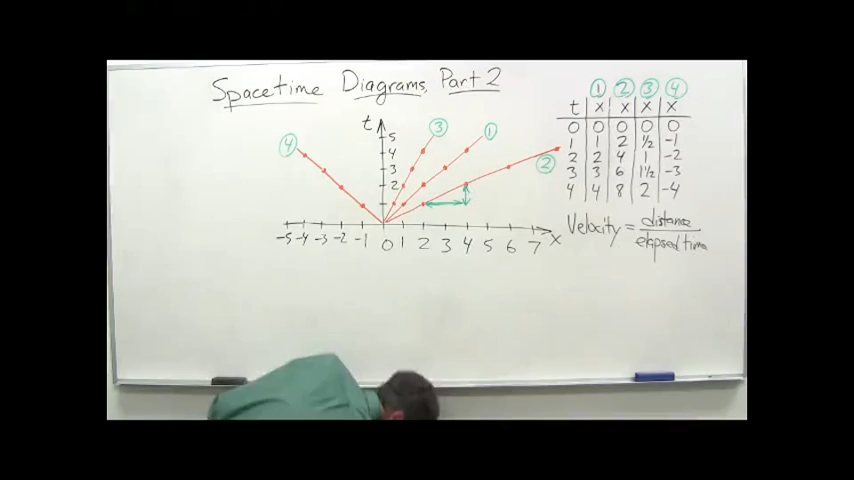 Spacetime Diagrams, Part 2
① ② ③ ④
t x x x x
0 0 0 0 0
1 1 2 ½ -1
2 2 4 1 -2
3 3 6 1½ -3
4 4 8 2 -4
Velocity = distance
elapsed time
t
5
4
3
2
④ ③ ① ②
-5 -4 -3 -2 -1 0 1 2 3 4 5 6 7 x